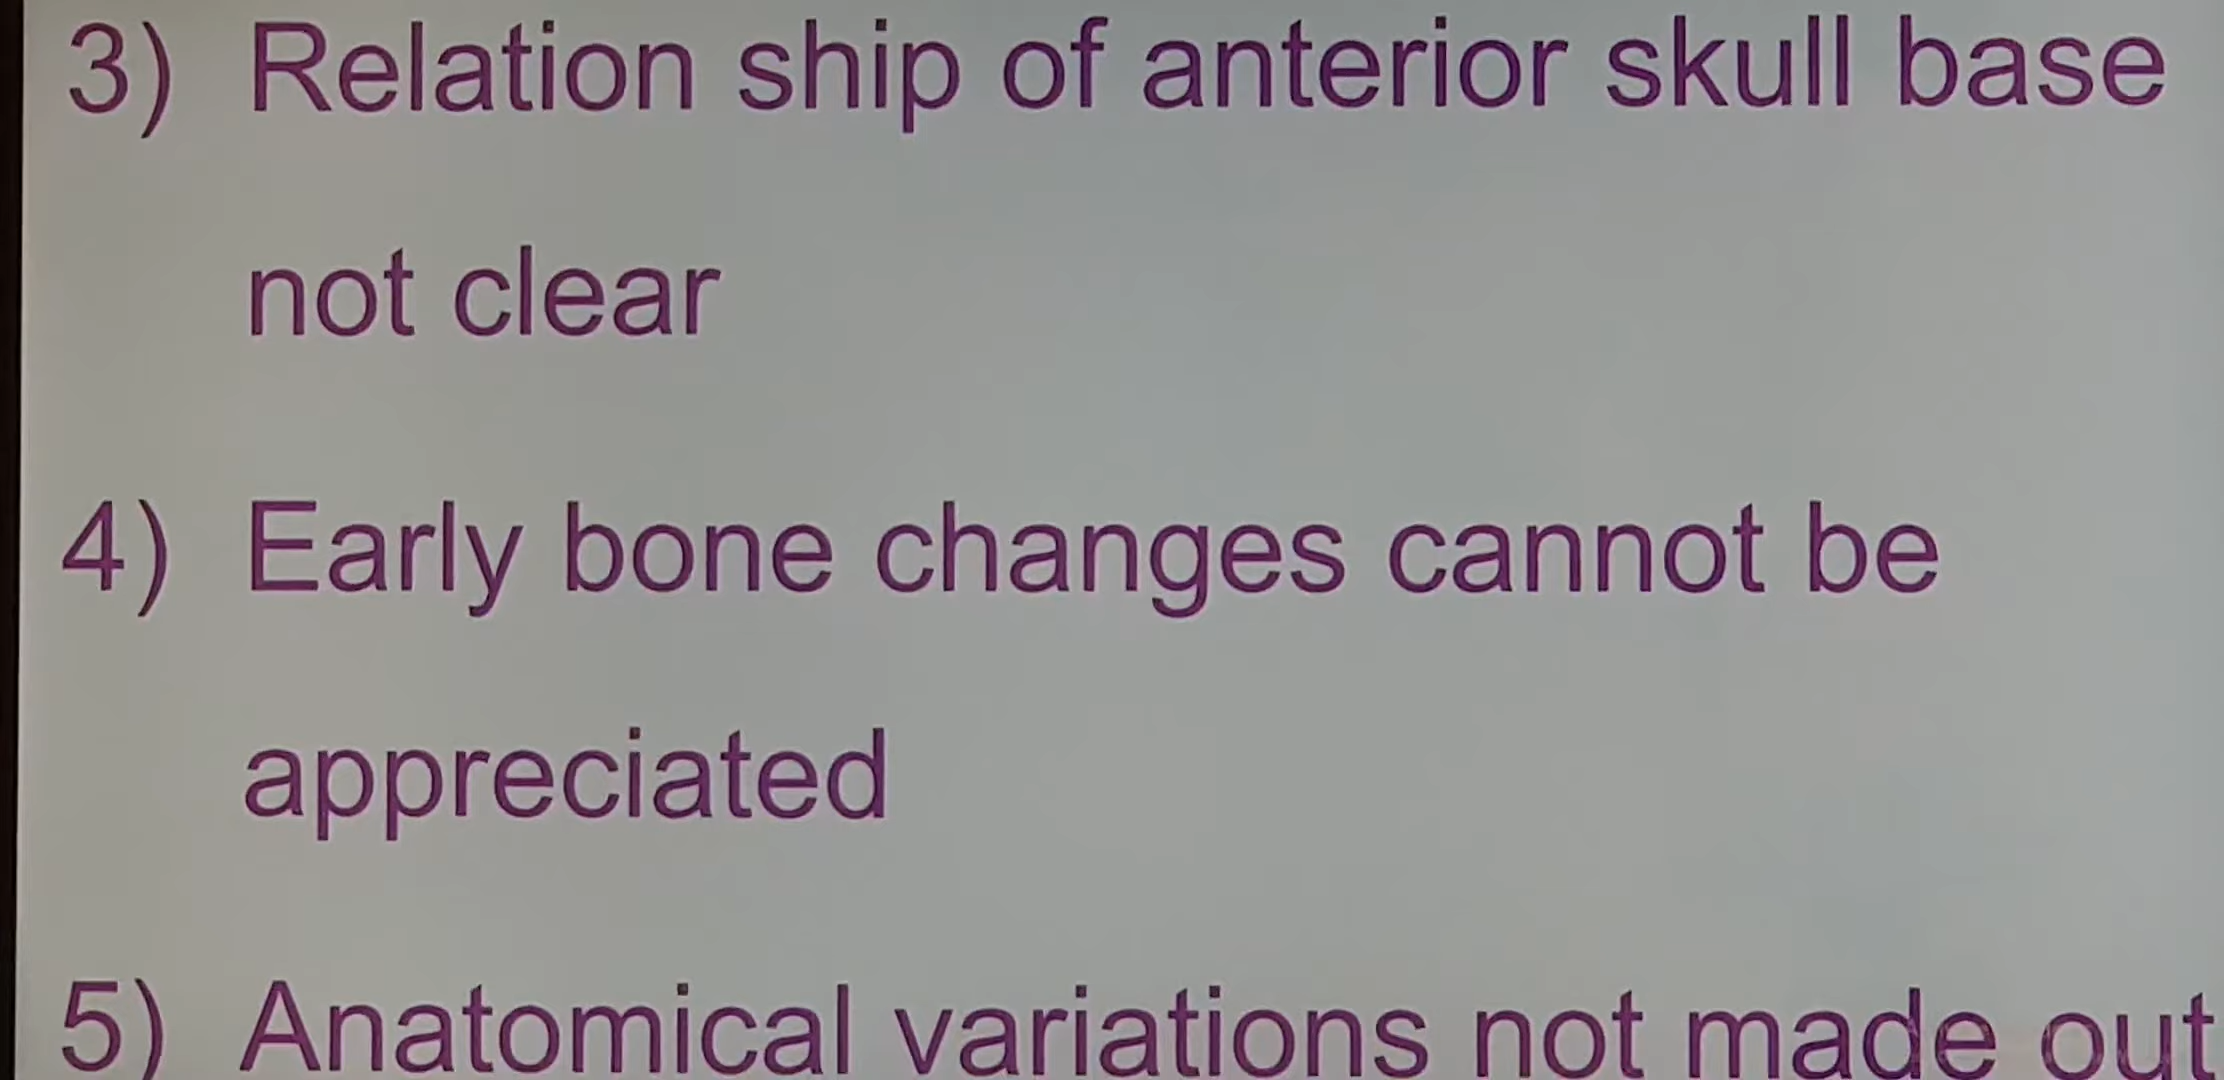 3) Relation ship of anterior skull base
not clear
4) Early bone changes cannot be
appreciated
5) Anatomical variations not made out